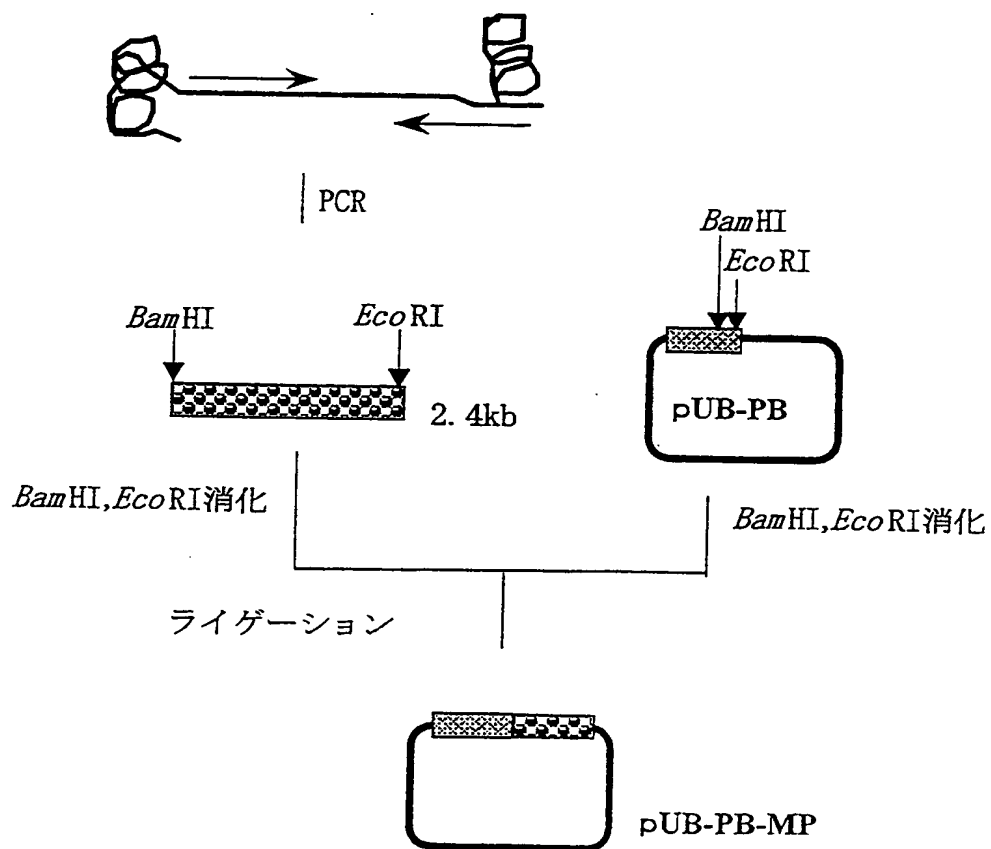 PCR
BamHI
EcoRI
BamHI
EcoRI
2.4kb
pUB-PB
BamHI,EcoRI消化
BamHI,EcoRI消化
ライゲーション
pUB-PB-MP